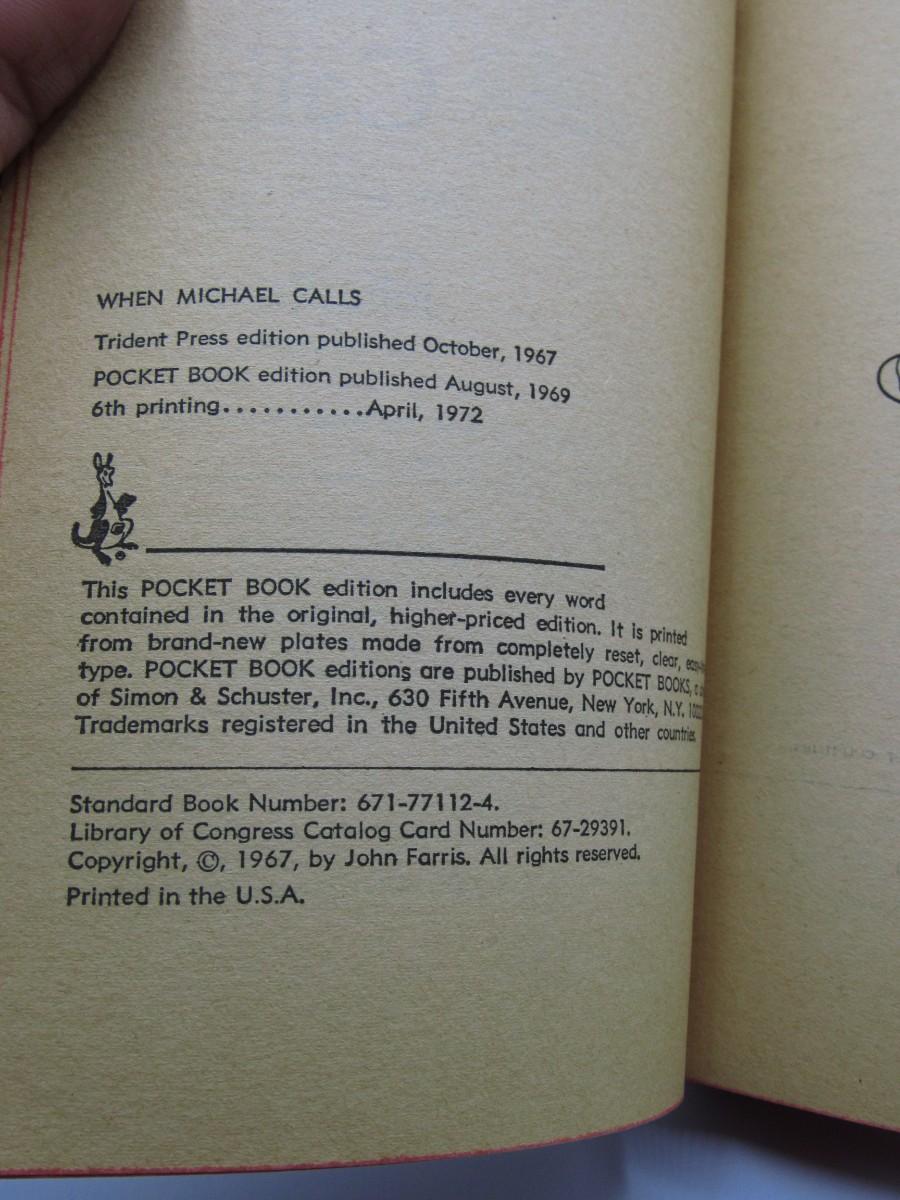 WHEN MICHAEL CALLS
Trident Press edition published October, 1967
POCKET BOOK edition published August, 1969
6th printing...........April, 1972
This POCKET BOOK edition includes every word
contained in the original, higher-priced edition. It is printed
from brand-new plates made from completely reset, clear,
type. POCKET BOOK editions are published by POCKET BOOKS, a
of Simon & Schuster, Inc., 630 Fifth Avenue, New York, N.Y.
Trademarks registered in the United States and other countries.
Standard Book Number: 671-77112-4.
Library of Congress Catalog Card Number: 67-29391.
Copyright, ©, 1967, by John Farris. All rights reserved.
Printed in the U.S.A.